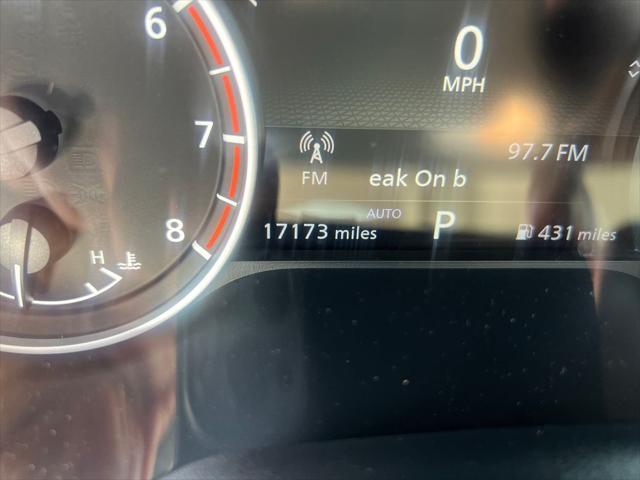 6
0
MPH
7
97.7 FM
FM
eak On b
AUTO
8
17173 miles
P
431 miles
H